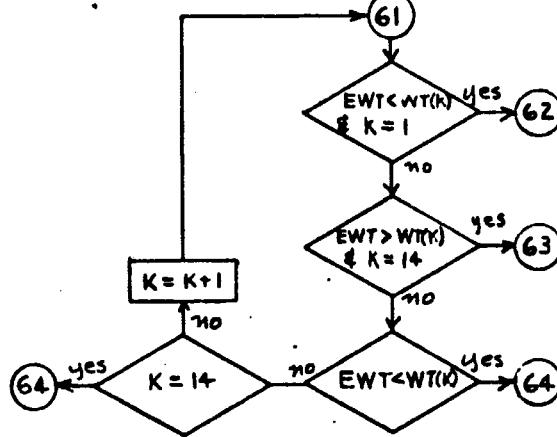 61
EWT<WT(K)
& K=1
yes
62
no
EWT>WT(K)
& K=14
yes
63
no
K=K+1
no
EWT<WT(K)
yes
64
no
K=14
yes
64